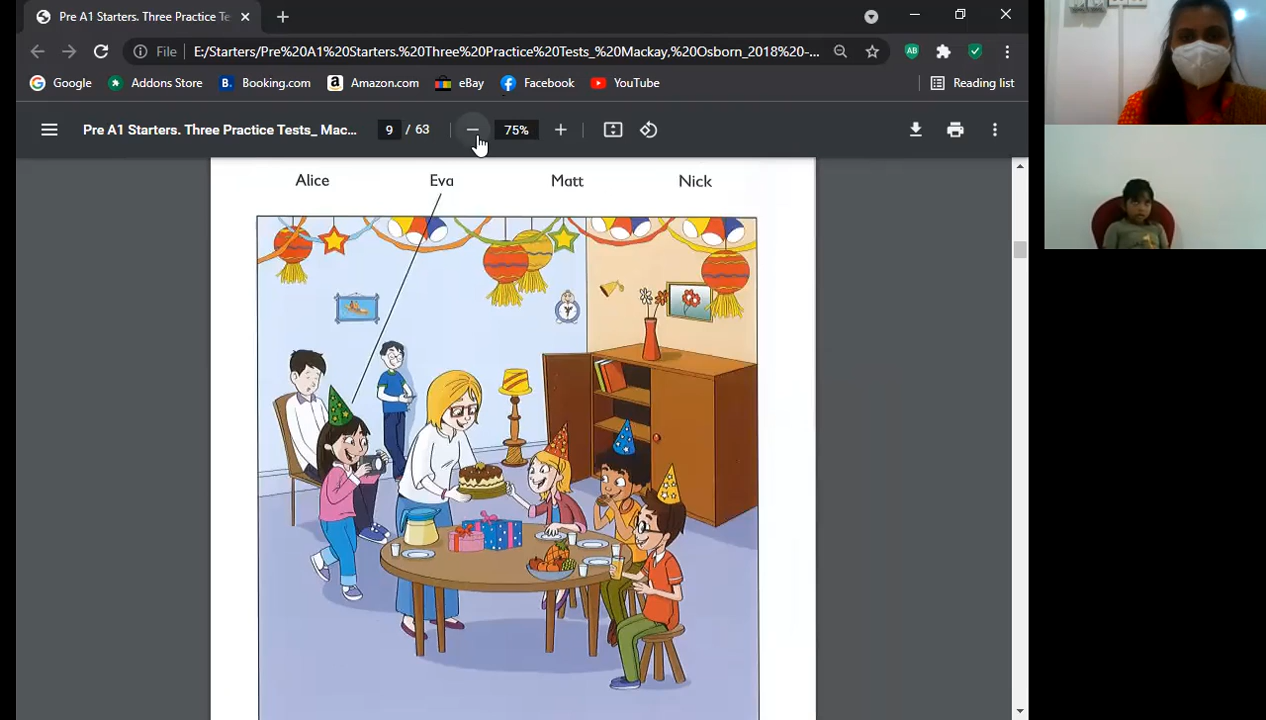 Pre A1 Starters. Three Practice Te
File E:/Starters/Pre%20A1%20Starters.%20Three%20Practice%20Tests_%20Mackay,%20Osborn_2018%20-...
AB
Google Addons Store B. Booking.com a Amazon.com eBay Facebook YouTube Reading list
Pre A1 Starters. Three Practice Tests_ Mac... 9 / 63 75%
Alice Eva Matt Nick